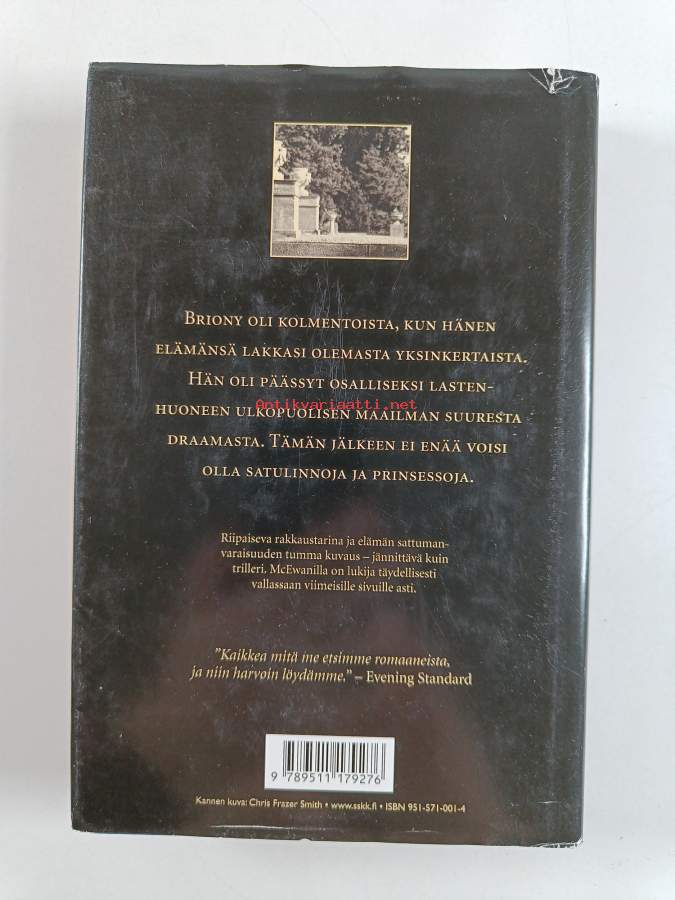 Briony oli kolmentoista, kun hänen
elämänsä lakkasi olemasta yksinkertaista.
Hän oli päässyt osalliseksi lasten-
huoneen ulkopuolisen maailman suuresta
Antikvariaatti.net
draamasta. Tämän jälkeen ei enää voisi
olla satulinnoja ja prinsessoja.
Riipaiseva rakkaustarina ja elämän sattuman-
varaisuuden tumma kuvaus – jännittävä kuin
trilleri. McEwanilla on lukija täydellisesti
vallassaan viimeisille sivuille asti.
”Kaikkea mitä me etsimme romaaneista,
ja niin harvoin löydämme.” – Evening Standard
9 789511 179276
Kannen kuva: Chris Frazer Smith • www.sskk.fi • ISBN 951-571-001-4